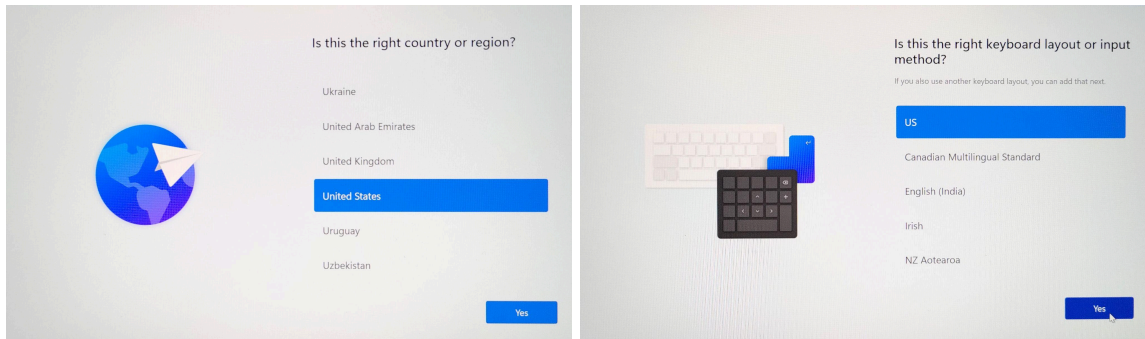 Is this the right country or region?
Ukraine
United Arab Emirates
United Kingdom
United States
Uruguay
Uzbekistan
Yes
Is this the right keyboard layout or input
method?
If you also use another keyboard layout, you can add that next.
US
Canadian Multilingual Standard
English (India)
Irish
NZ Aotearoa
Yes